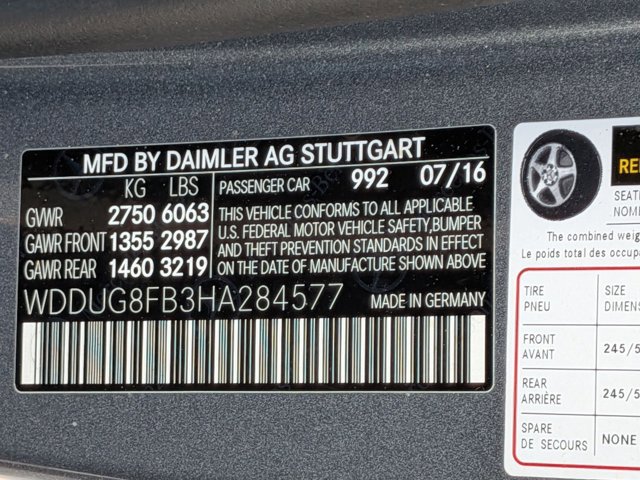 MFD BY DAIMLER AG STUTTGART
KG LBS
GVWR 2750 6063
GAWR FRONT 1355 2987
GAWR REAR 1460 3219
PASSENGER CAR 992 07/16
THIS VEHICLE CONFORMS TO ALL APPLICABLE
U.S. FEDERAL MOTOR VEHICLE SAFETY,BUMPER
AND THEFT PREVENTION STANDARDS IN EFFECT
ON THE DATE OF MANUFACTURE SHOWN ABOVE
WDDUG8FB3HA284577 MADE IN GERMANY
The combined
Le poids total des
TIRE
PNEU
SIZE
FRONT
AVANT
245/5
REAR
ARRIÈRE
245/5
SPARE
DE SECOURS
NONE